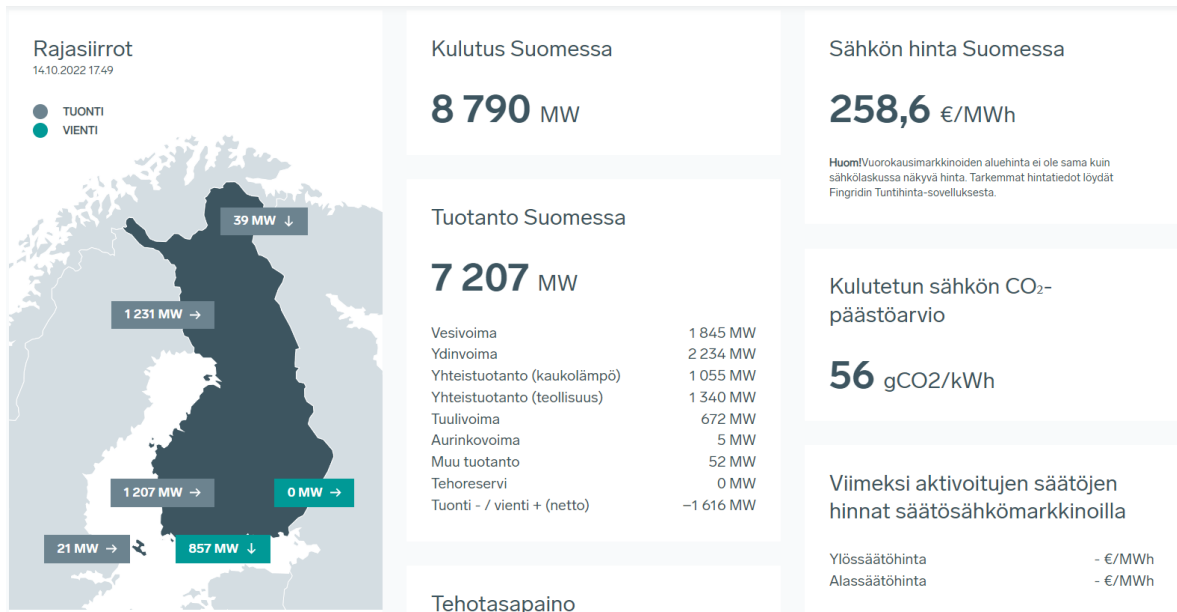 Rajasiirrot
14.10.2022 17.49
TUONTI
VIENTI
39 MW ↓
1 231 MW →
1 207 MW →
0 MW →
21 MW →
857 MW ↓
Kulutus Suomessa
8 790 MW
Tuotanto Suomessa
7 207 MW
Vesivoima 1 845 MW
Ydinvoima 2 234 MW
Yhteistuotanto (kaukolämpö) 1 055 MW
Yhteistuotanto (teollisuus) 1 340 MW
Tuulivoima 672 MW
Aurinkovoima 5 MW
Muu tuotanto 52 MW
Tehoreservi 0 MW
Tuonti - / vienti + (netto) −1 616 MW
Tehotasapaino
Sähkön hinta Suomessa
258,6 €/MWh
Huom!Vuorokausimarkkinoiden aluehinta ei ole sama kuin
sähkölaskussa näkyvä hinta. Tarkemmat hintatiedot löydät
Fingridin Tuntihinta-sovelluksesta.
Kulutetun sähkön CO₂-
päästöarvio
56 gCO2/kWh
Viimeksi aktivoitujen säätöjen
hinnat säätösähkömarkkinoilla
Ylössäätöhinta - €/MWh
Alassäätöhinta - €/MWh